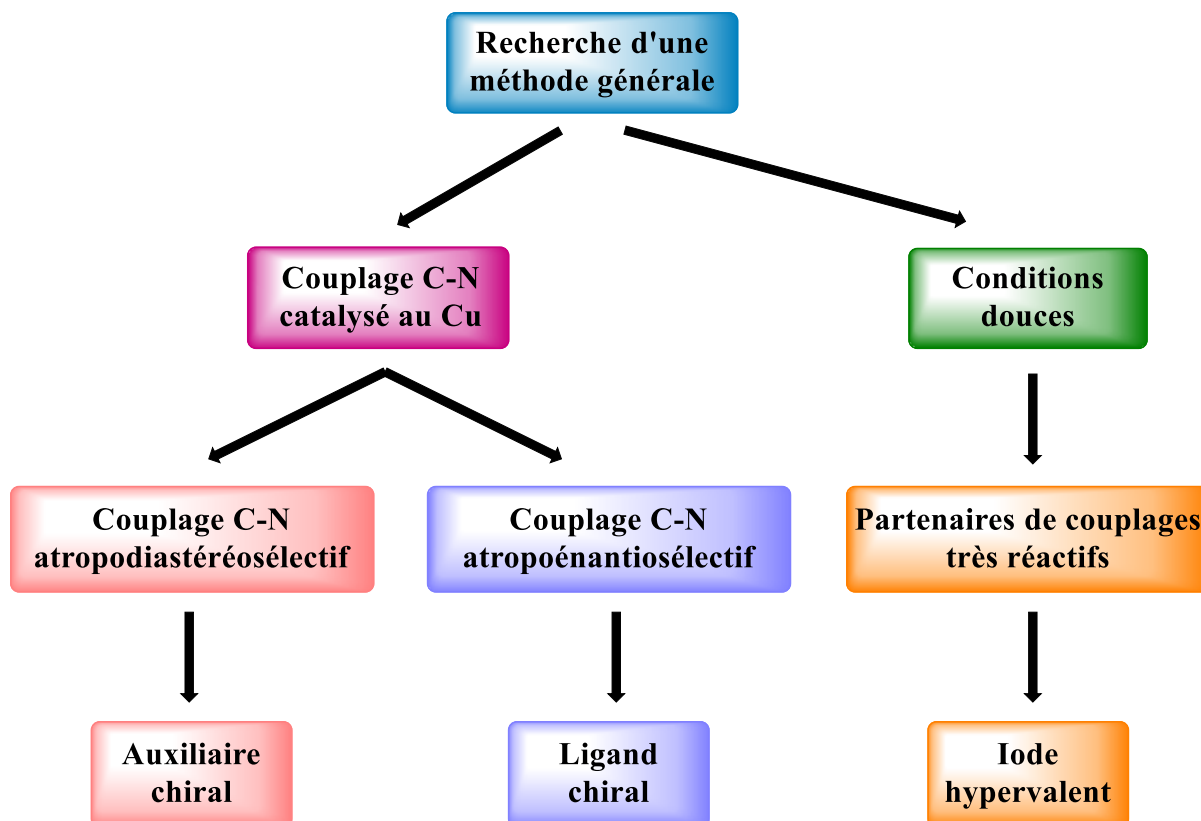 Recherche d'une
méthode générale
Couplage C-N
catalysé au Cu
Conditions
douces
Couplage C-N
atropodiastéréosélectif
Couplage C-N
atropoénantiosélectif
Partenaires de couplages
très réactifs
Auxiliaire
chiral
Ligand
chiral
Iode
hypervalent